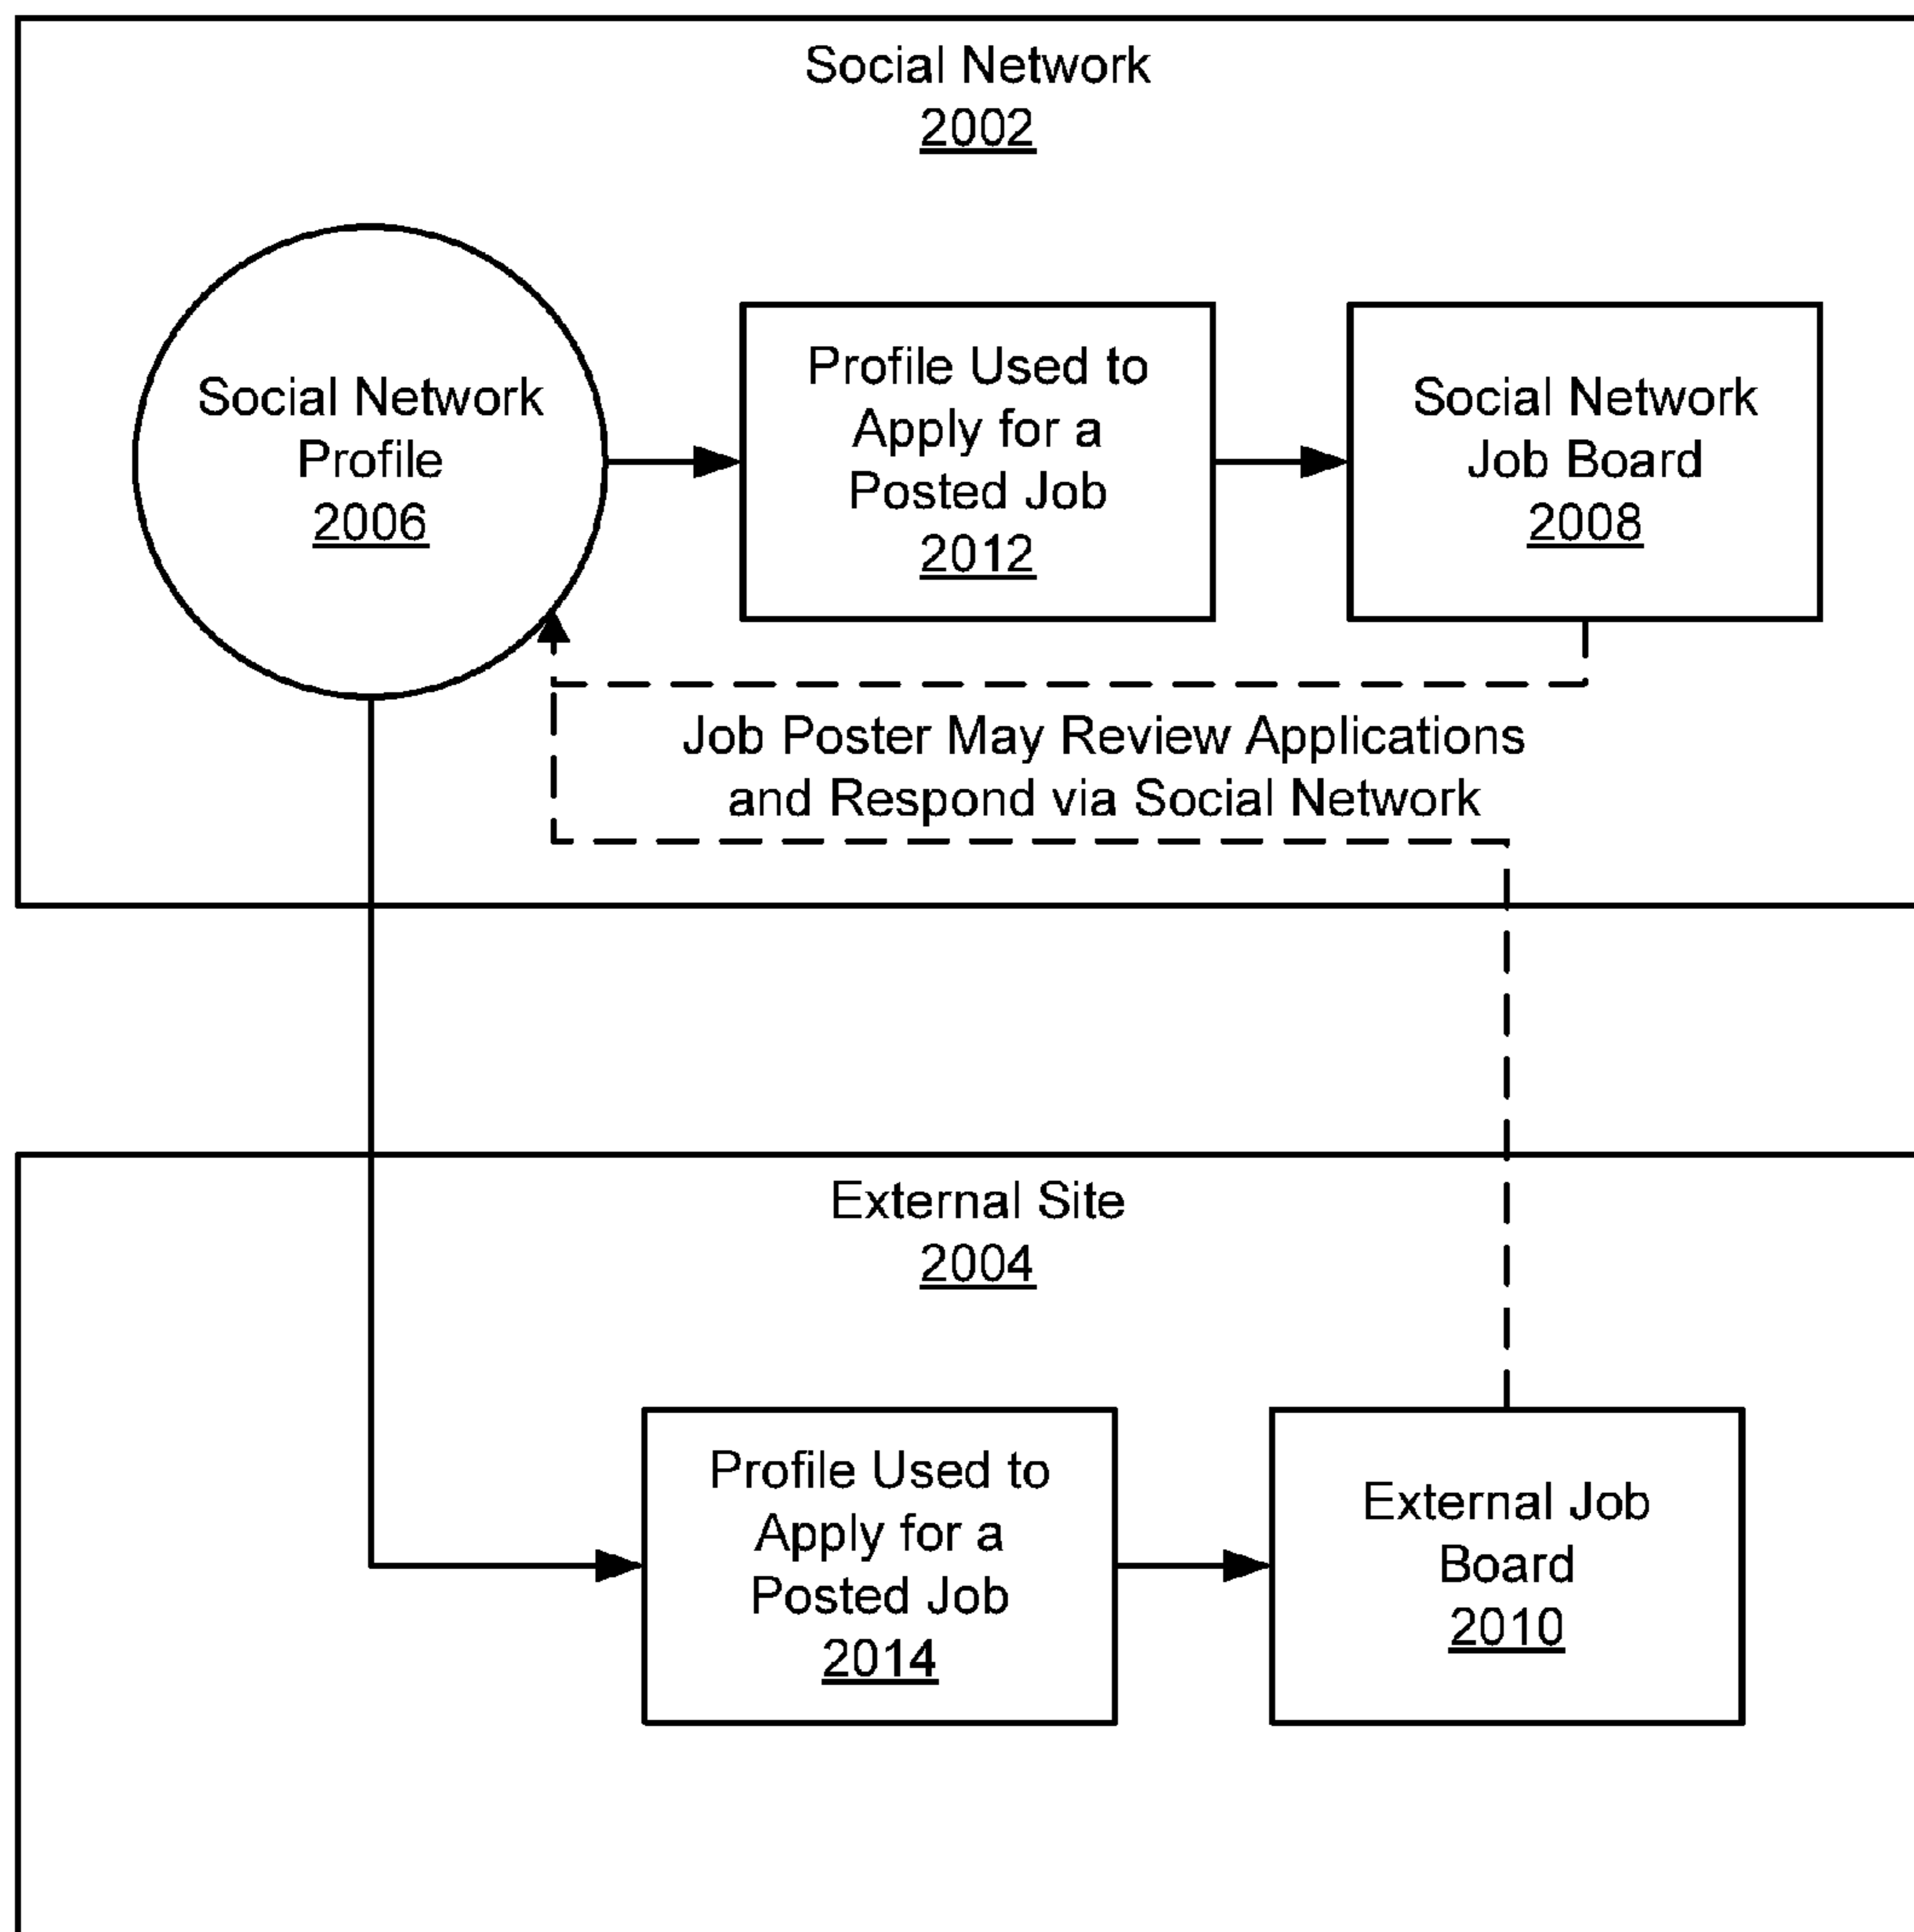 Social Network
2002
Social Network
Profile
2006
Profile Used to
Apply for a
Posted Job
2012
Social Network
Job Board
2008
Job Poster May Review Applications
and Respond via Social Network
External Site
2004
Profile Used to
Apply for a
Posted Job
2014
External Job
Board
2010